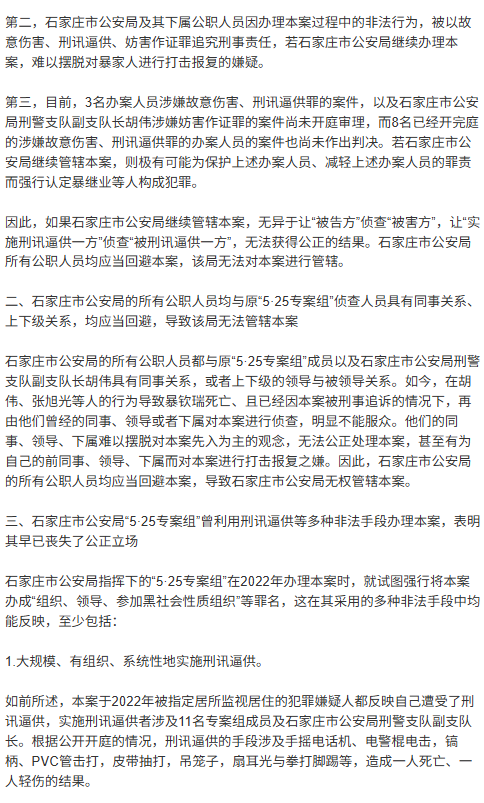 第二，石家庄市公安局及其下属公职人员因办理本案过程中的非法行为，被以故
意伤害、刑讯逼供、妨害作证罪追究刑事责任，若石家庄市公安局继续办理本
案，难以摆脱对暴家人进行打击报复的嫌疑。
第三，目前，3名办案人员涉嫌故意伤害、刑讯逼供罪的案件，以及石家庄市公安
局刑警支队副支队长胡伟涉嫌妨害作证罪的案件尚未开庭审理，而8名已经开完庭
的涉嫌故意伤害、刑讯逼供罪的办案人员的案件也尚未作出判决。若石家庄市公
安局继续管辖本案，则极有可能为保护上述办案人员、减轻上述办案人员的罪责
而强行认定暴继业等人构成犯罪。
因此，如果石家庄市公安局继续管辖本案，无异于让“被告方”侦查“被害方”，让“实
施刑讯逼供一方”侦查“被刑讯逼供一方”，无法获得公正的结果。石家庄市公安局
所有公职人员均应当回避本案，该局无法对本案进行管辖。
二、石家庄市公安局的所有公职人员均与原“5·25专案组”侦查人员具有同事关系、
上下级关系，均应当回避，导致该局无法管辖本案
石家庄市公安局的所有公职人员都与原“5·25专案组”成员以及石家庄市公安局刑警
支队副支队长胡伟具有同事关系，或者上下级的领导与被领导关系。如今，在胡
伟、张旭光等人的行为导致暴钦瑞死亡、且已经因本案被刑事追诉的情况下，再
由他们曾经的同事、领导或者下属对本案进行侦查，明显不能服众。他们的同
事、领导、下属难以摆脱对本案先入为主的观念，无法公正处理本案，甚至有为
自己的前同事、领导、下属而对本案进行打击报复之嫌。因此，石家庄市公安局
的所有公职人员均应当回避本案，导致石家庄市公安局无权管辖本案。
三、石家庄市公安局“5·25专案组”曾利用刑讯逼供等多种非法手段办理本案，表明
其早已丧失了公正立场
石家庄市公安局指挥下的“5·25专案组”在2022年办理本案时，就试图强行将本案
办成“组织、领导、参加黑社会性质组织”等罪名，这在其采用的多种非法手段中均
能反映，至少包括：
1.大规模、有组织、系统性地实施刑讯逼供。
如前所述，本案于2022年被指定居所监视居住的犯罪嫌疑人都反映自己遭受了刑
讯逼供，实施刑讯逼供者涉及11名专案组成员及石家庄市公安局刑警支队副支队
长。根据公开开庭的情况，刑讯逼供的手段涉及手摇电话机、电警棍电击，镐
柄、PVC管击打，皮带抽打，吊笼子，扇耳光与拳打脚踢等，造成一人死亡、一
人轻伤的结果。